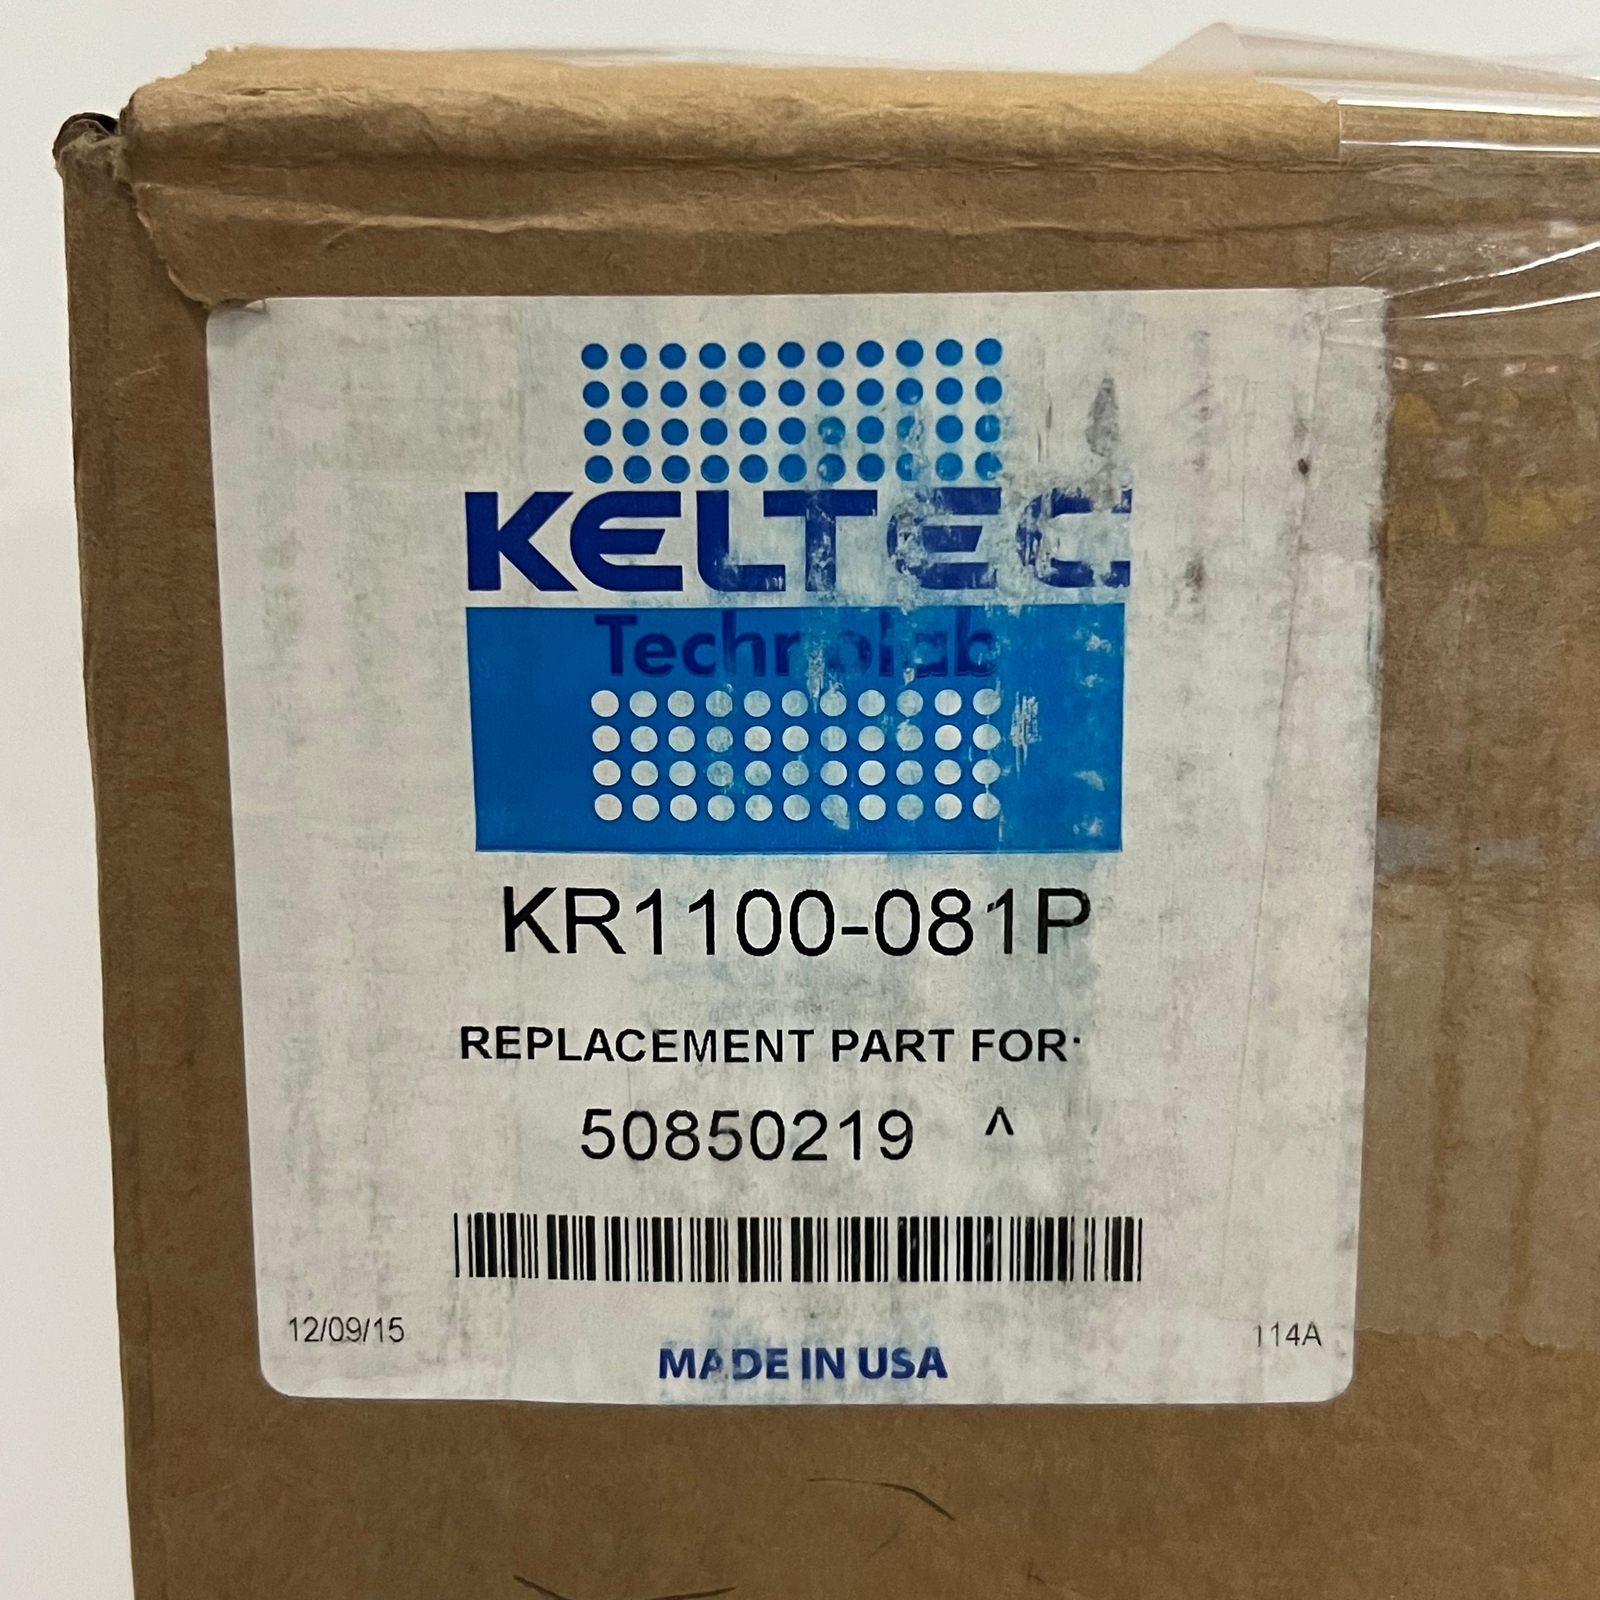 KELTEC
Technolab
KR1100-081P
REPLACEMENT PART FOR:
50850219 ^
12/09/15
114A
MADE IN USA